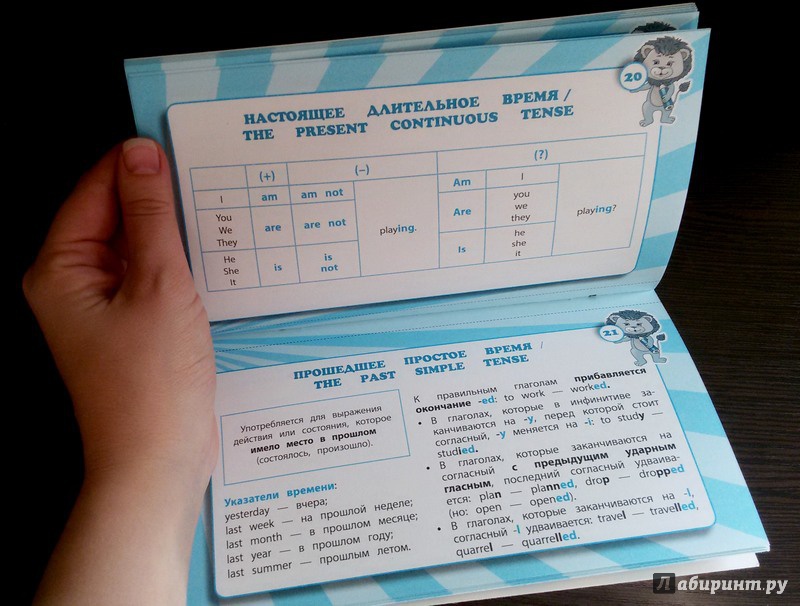 20
НАСТОЯЩЕЕ ДЛИТЕЛЬНОЕ ВРЕМЯ /
THE PRESENT CONTINUOUS TENSE
(+) (–) (?)
I am am not playing. Am I playing?
You
We
They
are are not Are you
we
they
He
She
It
is is
not
Is he
she
it
21
ПРОШЕДШЕЕ ПРОСТОЕ ВРЕМЯ /
THE PAST SIMPLE TENSE
Употребляется для выражения
действия или состояния, которое
имело место в прошлом
(состоялось, произошло).
Указатели времени:
yesterday — вчера;
last week — на прошлой неделе;
last month — в прошлом месяце;
last year — в прошлом году;
last summer — прошлым летом.
К правильным глаголам прибавляется
окончание -ed: to work — worked.
• В глаголах, которые в инфинитиве за-
канчиваются на -y, перед которой стоит
согласный, -y меняется на -i: to study —
studied.
• В глаголах, которые заканчиваются на
согласный с предыдущим ударным
гласным, последний согласный удваива-
ется: plan — planned, drop — dropped
(но: open — opened).
• В глаголах, которые заканчиваются на -l,
согласный -l удваивается: travel — travelled,
quarrel — quarrelled.
Лабиринт.ру